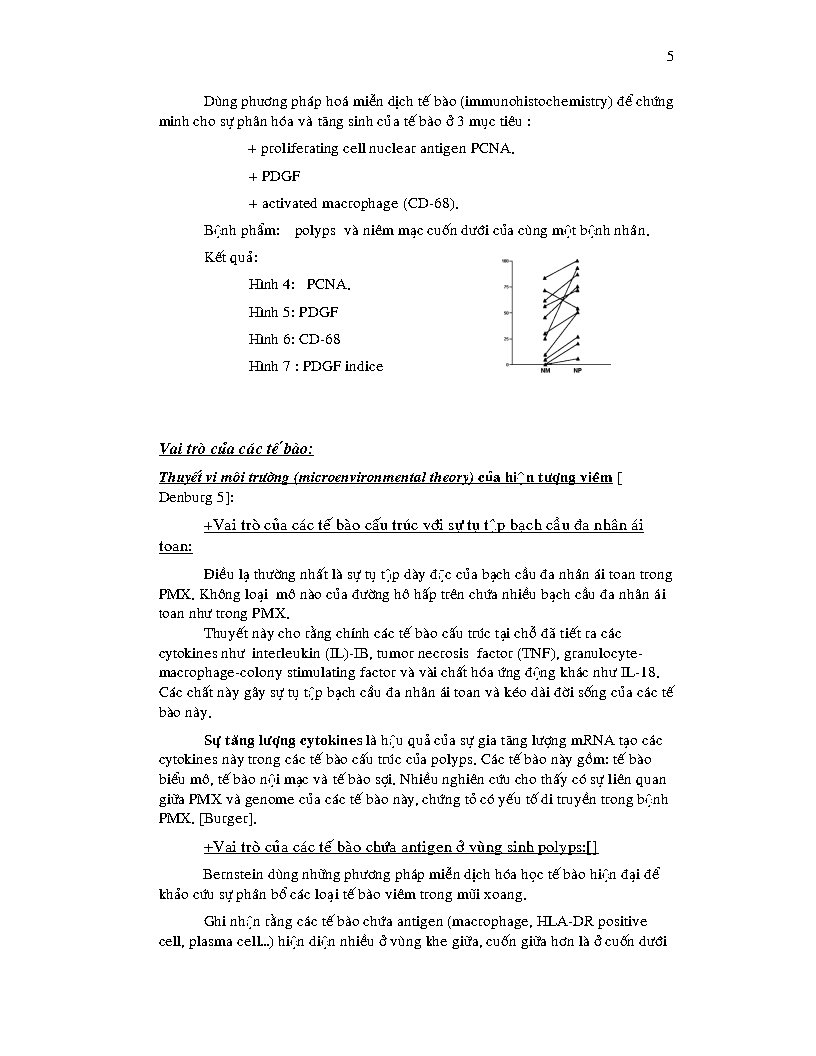 5
Dùng phương pháp hoá miễn dịch tế bào (immunohistochemistry) để chứng
minh cho sự phân hóa và tăng sinh của tế bào ở 3 mục tiêu :
+ proliferating cell nuclear antigen PCNA.
+ PDGF
+ activated macrophage (CD-68).
Bệnh phẩm: polyps và niêm mạc cuốn dưới của cùng một bệnh nhân.
Kết quả:
Hình 4: PCNA.
Hình 5: PDGF
Hình 6: CD-68
Hình 7 : PDGF indice
100
75
50
25
0
NM NP
Vai trò của các tế bào:
Thuyết vi môi trường (microenvironmental theory) của hiện tượng viêm [
Denburg 5]:
+Vai trò của các tế bào cấu trúc với sự tụ tập bạch cầu đa nhân ái
toan:
Điều lạ thường nhất là sự tụ tập dày đặc của bạch cầu đa nhân ái toan trong
PMX. Không loại mô nào của đường hô hấp trên chứa nhiều bạch cầu đa nhân ái
toan như trong PMX.
Thuyết này cho rằng chính các tế bào cấu trúc tại chỗ đã tiết ra các
cytokines như interleukin (IL)-IB, tumor necrosis factor (TNF), granulocyte-
macrophage-colony stimulating factor và vài chất hóa ứng động khác như IL-18.
Các chất này gây sự tụ tập bạch cầu đa nhân ái toan và kéo dài đời sống của các tế
bào này.
Sự tăng lượng cytokines là hậu quả của sự gia tăng lượng mRNA tạo các
cytokines này trong các tế bào cấu trúc của polyps. Các tế bào này gồm: tế bào
biểu mô, tế bào nội mạc và tế bào sợi. Nhiều nghiên cứu cho thấy có sự liên quan
giữa PMX và genome của các tế bào này, chứng tỏ có yếu tố di truyền trong bệnh
PMX. [Burger].
+Vai trò của các tế bào chứa antigen ở vùng sinh polyps:[]
Bernstein dùng những phương pháp miễn dịch hóa học tế bào hiện đại để
khảo cứu sự phân bổ các loại tế bào viêm trong mũi xoang.
Ghi nhận rằng các tế bào chứa antigen (macrophage, HLA-DR positive
cell, plasma cell...) hiện diện nhiều ở vùng khe giữa, cuốn giữa hơn là ở cuốn dưới